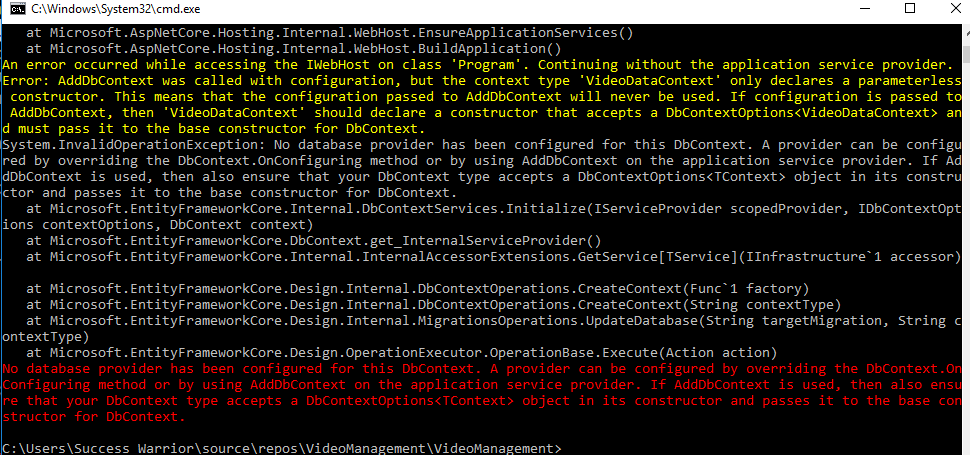 C:\Windows\System32\cmd.exe
at Microsoft.AspNetCore.Hosting.Internal.WebHost.EnsureApplicationServices()
at Microsoft.AspNetCore.Hosting.Internal.WebHost.BuildApplication()
An error occurred while accessing the IWebHost on class 'Program'. Continuing without the application service provider.
Error: AddDbContext was called with configuration, but the context type 'VideoDataContext' only declares a parameterless
constructor. This means that the configuration passed to AddDbContext will never be used. If configuration is passed to
AddDbContext, then 'VideoDataContext' should declare a constructor that accepts a DbContextOptions<VideoDataContext> an
d must pass it to the base constructor for DbContext.
System.InvalidOperationException: No database provider has been configured for this DbContext. A provider can be configu
red by overriding the DbContext.OnConfiguring method or by using AddDbContext on the application service provider. If Ad
dDbContext is used, then also ensure that your DbContext type accepts a DbContextOptions<TContext> object in its constru
ctor and passes it to the base constructor for DbContext.
at Microsoft.EntityFrameworkCore.Internal.DbContextServices.Initialize(IServiceProvider scopedProvider, IDbContextOpt
ions contextOptions, DbContext context)
at Microsoft.EntityFrameworkCore.DbContext.get_InternalServiceProvider()
at Microsoft.EntityFrameworkCore.Internal.InternalAccessorExtensions.GetService[TService](IInfrastructure`1 accessor)
at Microsoft.EntityFrameworkCore.Design.Internal.DbContextOperations.CreateContext(Func`1 factory)
at Microsoft.EntityFrameworkCore.Design.Internal.DbContextOperations.CreateContext(String contextType)
at Microsoft.EntityFrameworkCore.Design.Internal.MigrationsOperations.UpdateDatabase(String targetMigration, String c
ontextType)
at Microsoft.EntityFrameworkCore.Design.OperationExecutor.OperationBase.Execute(Action action)
No database provider has been configured for this DbContext. A provider can be configured by overriding the DbContext.On
Configuring method or by using AddDbContext on the application service provider. If AddDbContext is used, then also ensu
re that your DbContext type accepts a DbContextOptions<TContext> object in its constructor and passes it to the base con
structor for DbContext.
C:\Users\Success Warrior\source\repos\VideoManagement\VideoManagement>